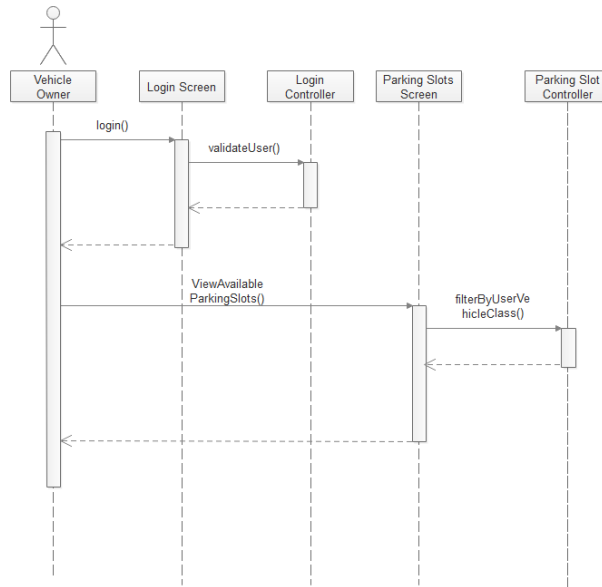 Vehicle
Owner
Login Screen
Login
Controller
Parking Slots
Screen
Parking Slot
Controller
login()
validateUser()
ViewAvailable
ParkingSlots()
filterByUserVe
hicleClass()